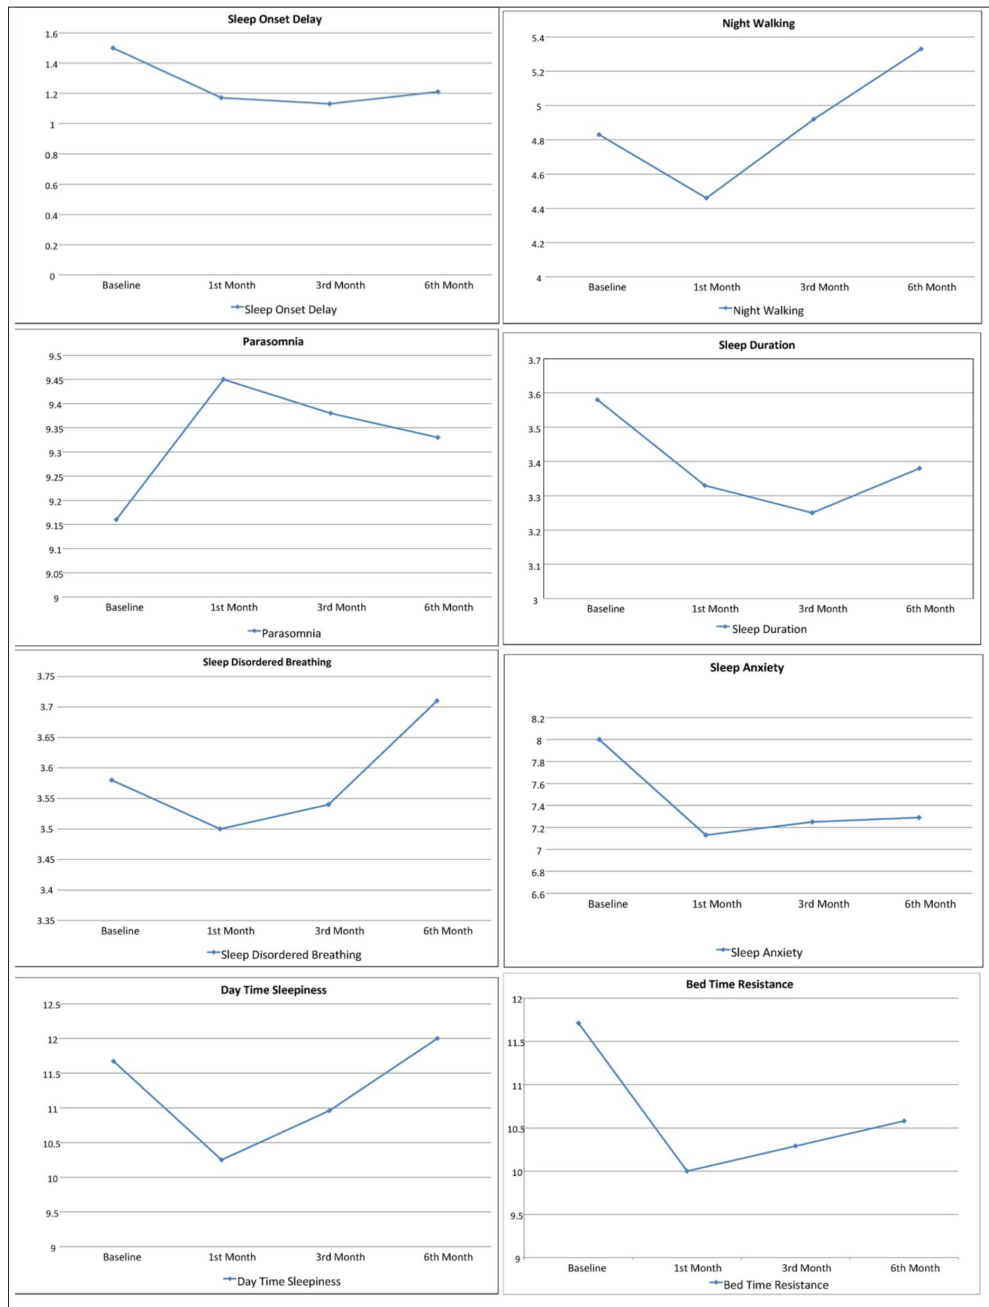 Sleep Onset Delay
1.6
1.4
1.2
1
0.8
0.6
0.4
0.2
0
Baseline 1st Month 3rd Month 6th Month
Sleep Onset Delay
Night Walking
5.4
5.2
5
4.8
4.6
4.4
4.2
4
Baseline 1st Month 3rd Month 6th Month
Night Walking
Parasomnia
9.5
9.45
9.4
9.35
9.3
9.25
9.2
9.15
9.1
9.05
9
Baseline 1st Month 3rd Month 6th Month
Parasomnia
Sleep Duration
3.7
3.6
3.5
3.4
3.3
3.2
3.1
3
Baseline 1st Month 3rd Month 6th Month
Sleep Duration
Sleep Disordered Breathing
3.75
3.7
3.65
3.6
3.55
3.5
3.45
3.4
3.35
Baseline 1st Month 3rd Month 6th Month
Sleep Disordered Breathing
Sleep Anxiety
8.2
8
7.8
7.6
7.4
7.2
7
6.8
6.6
Baseline 1st Month 3rd Month 6th Month
Sleep Anxiety
Day Time Sleepiness
12.5
12
11.5
11
10.5
10
9.5
9
Baseline 1st Month 3rd Month 6th Month
Day Time Sleepiness
Bed Time Resistance
12
11.5
11
10.5
10
9.5
9
Baseline 1st Month 3rd Month 6th Month
Bed Time Resistance